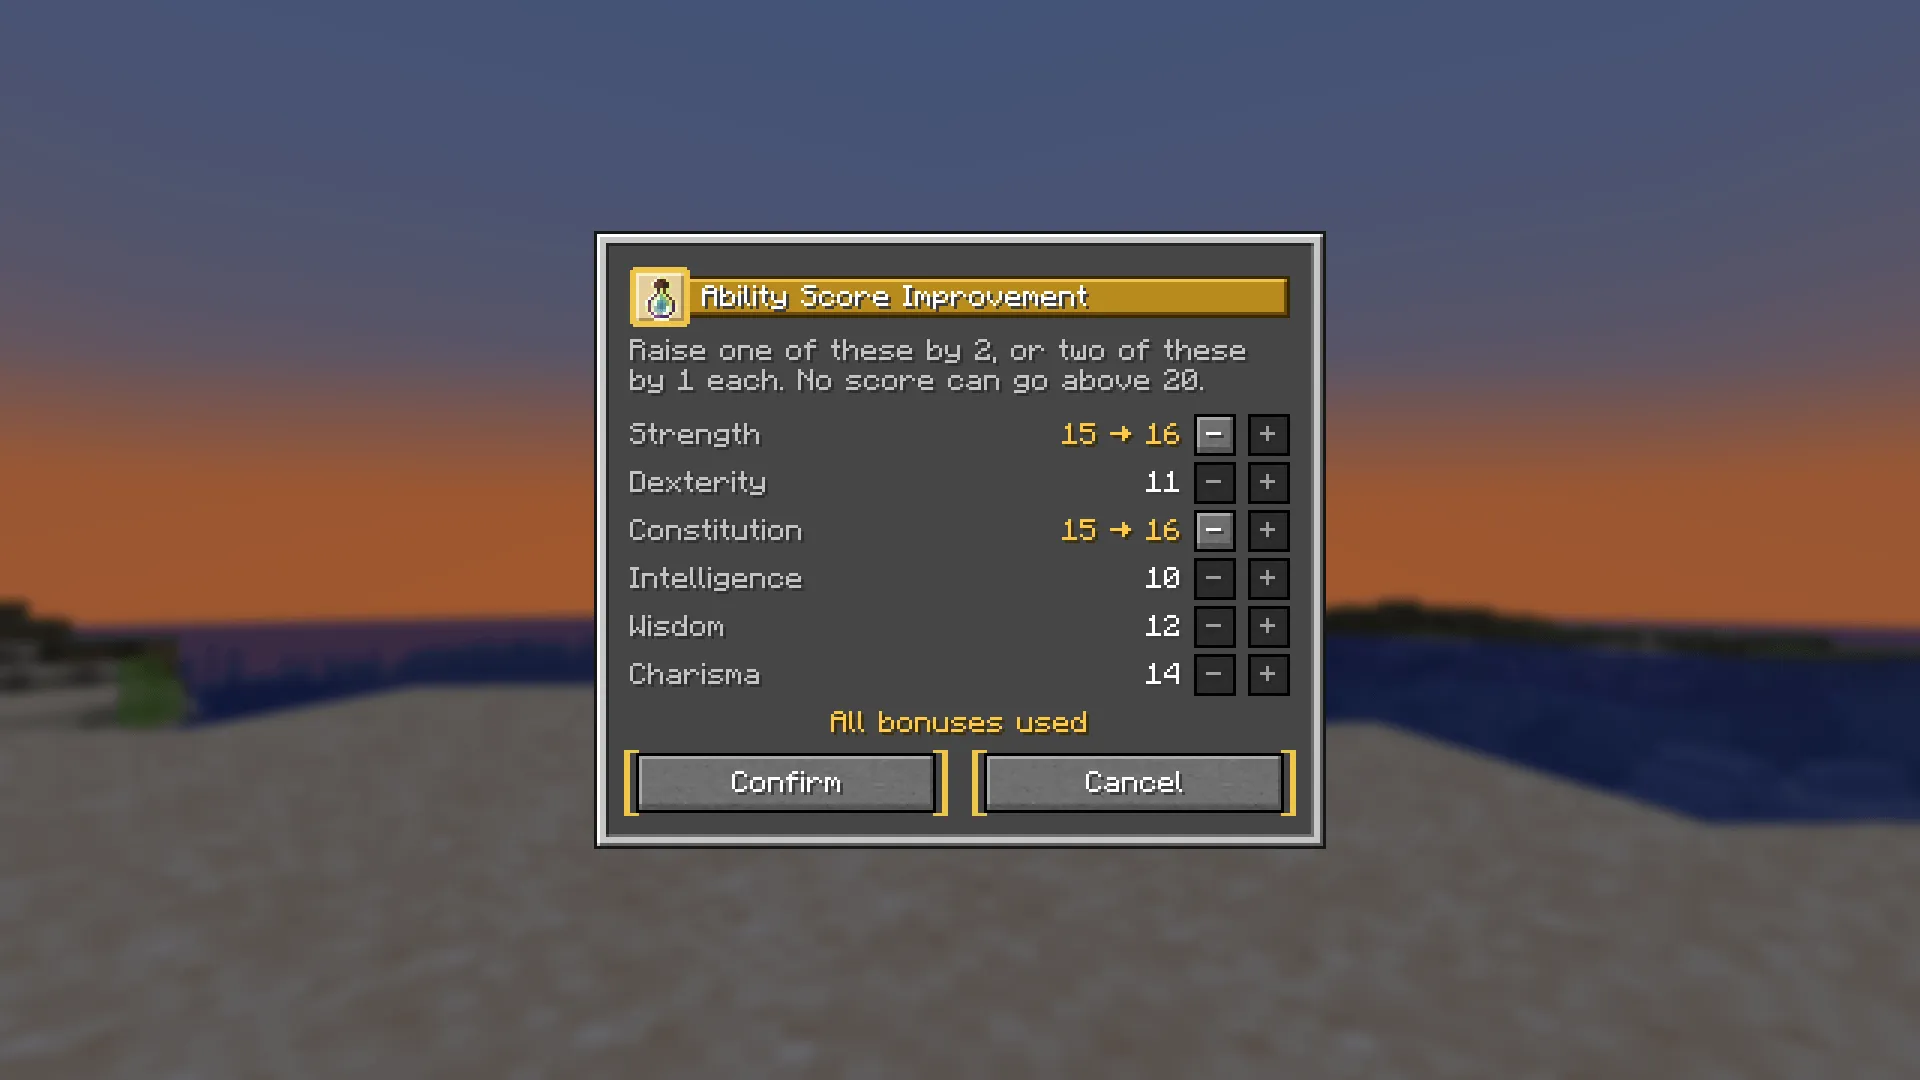 Ability Score Improvement
Raise one of these by 2, or two of these
by 1 each. No score can go above 20.
Strength 15 → 16 - +
Dexterity 11 - +
Constitution 15 → 16 - +
Intelligence 10 - +
Wisdom 12 - +
Charisma 14 - +
All bonuses used
Confirm Cancel